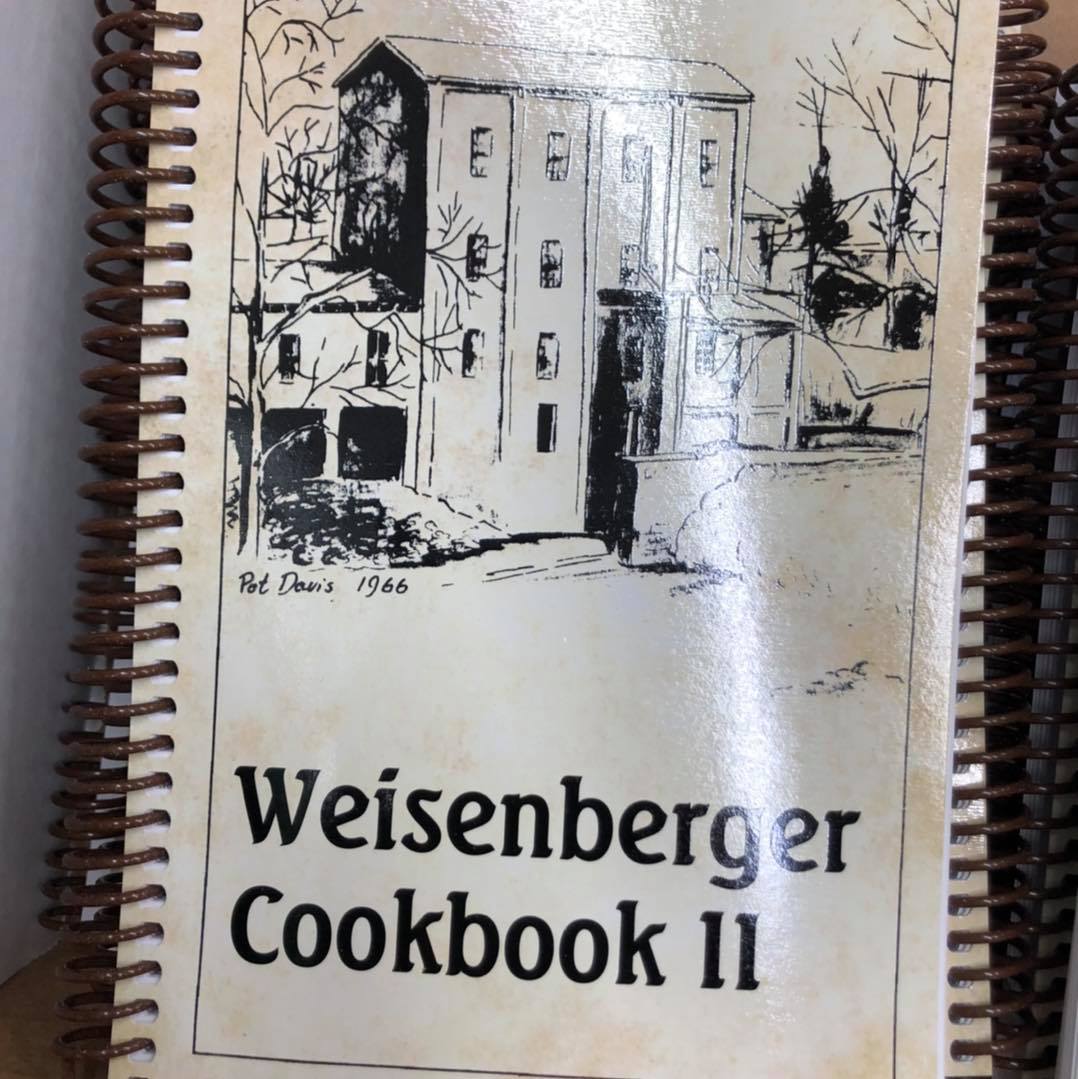 Pat Davis 1966
Weisenberger
Cookbook II